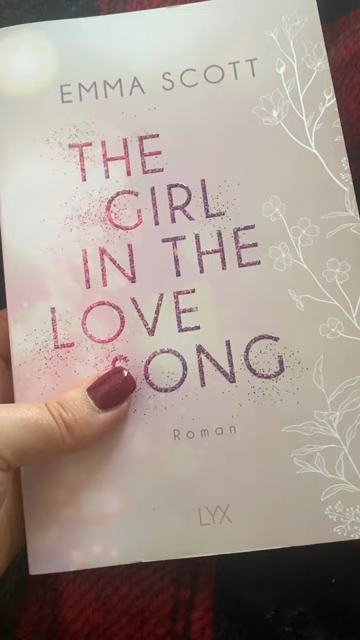 EMMA SCOTT
THE
GIRL
IN THE
LOVE
SONG
Roman
LYX